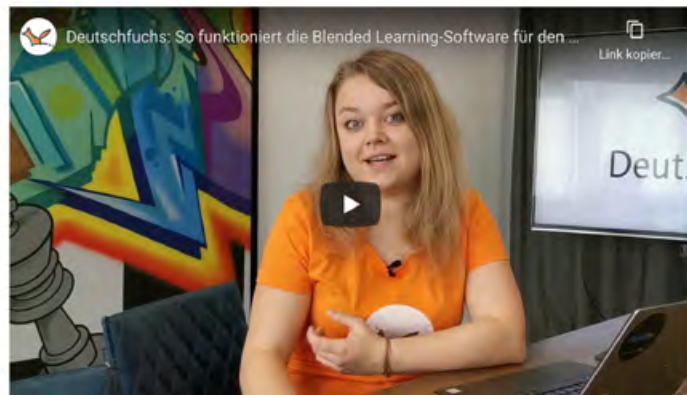 Deutschfuchs: So funktioniert die Blended Learning-Software für den ...
Link kopier...
Deut